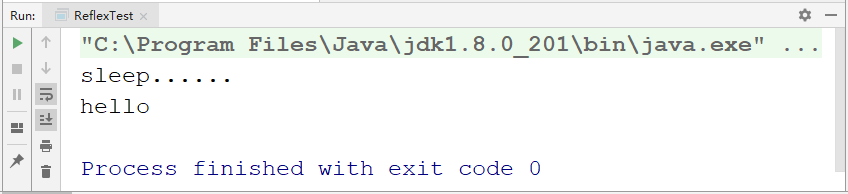 Run: ReflexTest ×
"C:\Program Files\Java\jdk1.8.0_201\bin\java.exe" ...
sleep......
hello
Process finished with exit code 0